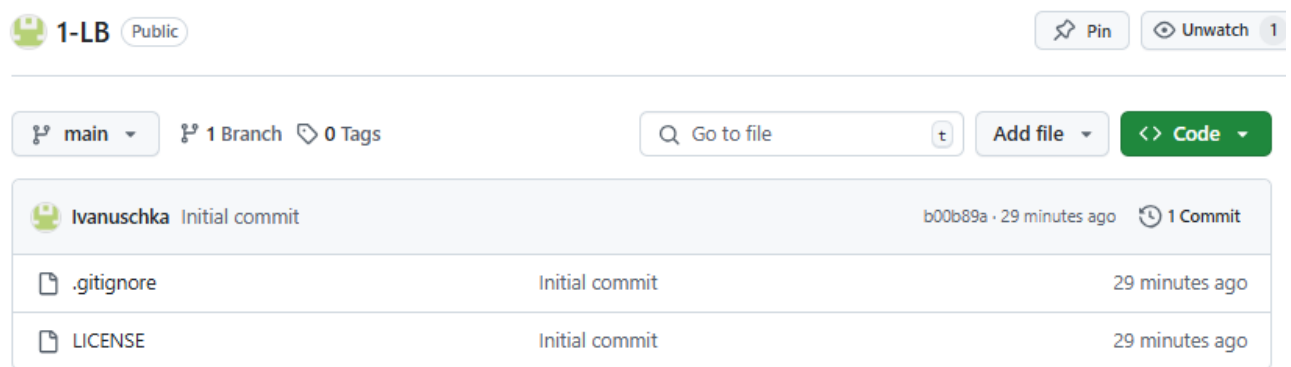 1-LB Public Pin Unwatch 1
main 1 Branch 0 Tags Go to file t Add file <> Code
Ivanuschka Initial commit b00b89a · 29 minutes ago 1 Commit
.gitignore Initial commit 29 minutes ago
LICENSE Initial commit 29 minutes ago